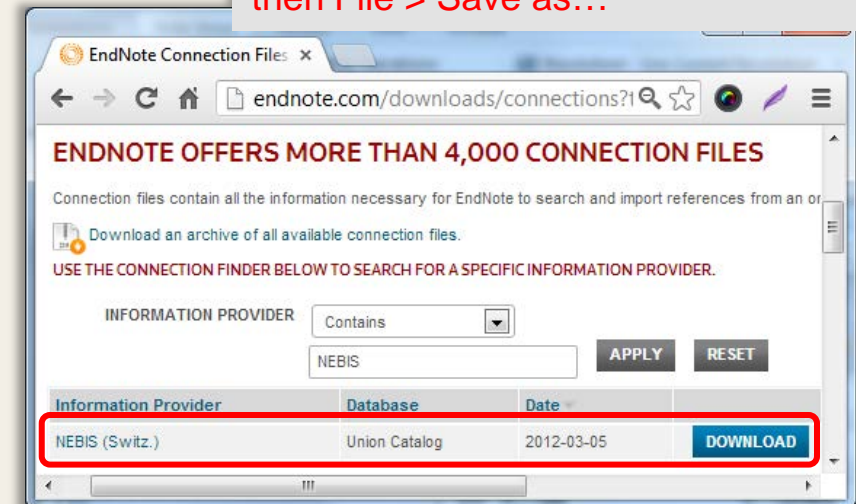 then File > Save as…
EndNote Connection Files
endnote.com/downloads/connections?
ENDNOTE OFFERS MORE THAN 4,000 CONNECTION FILES
Connection files contain all the information necessary for EndNote to search and import references from an or
Download an archive of all available connection files.
USE THE CONNECTION FINDER BELOW TO SEARCH FOR A SPECIFIC INFORMATION PROVIDER.
INFORMATION PROVIDER Contains
NEBIS APPLY RESET
Information Provider Database Date
NEBIS (Switz.) Union Catalog 2012-03-05 DOWNLOAD